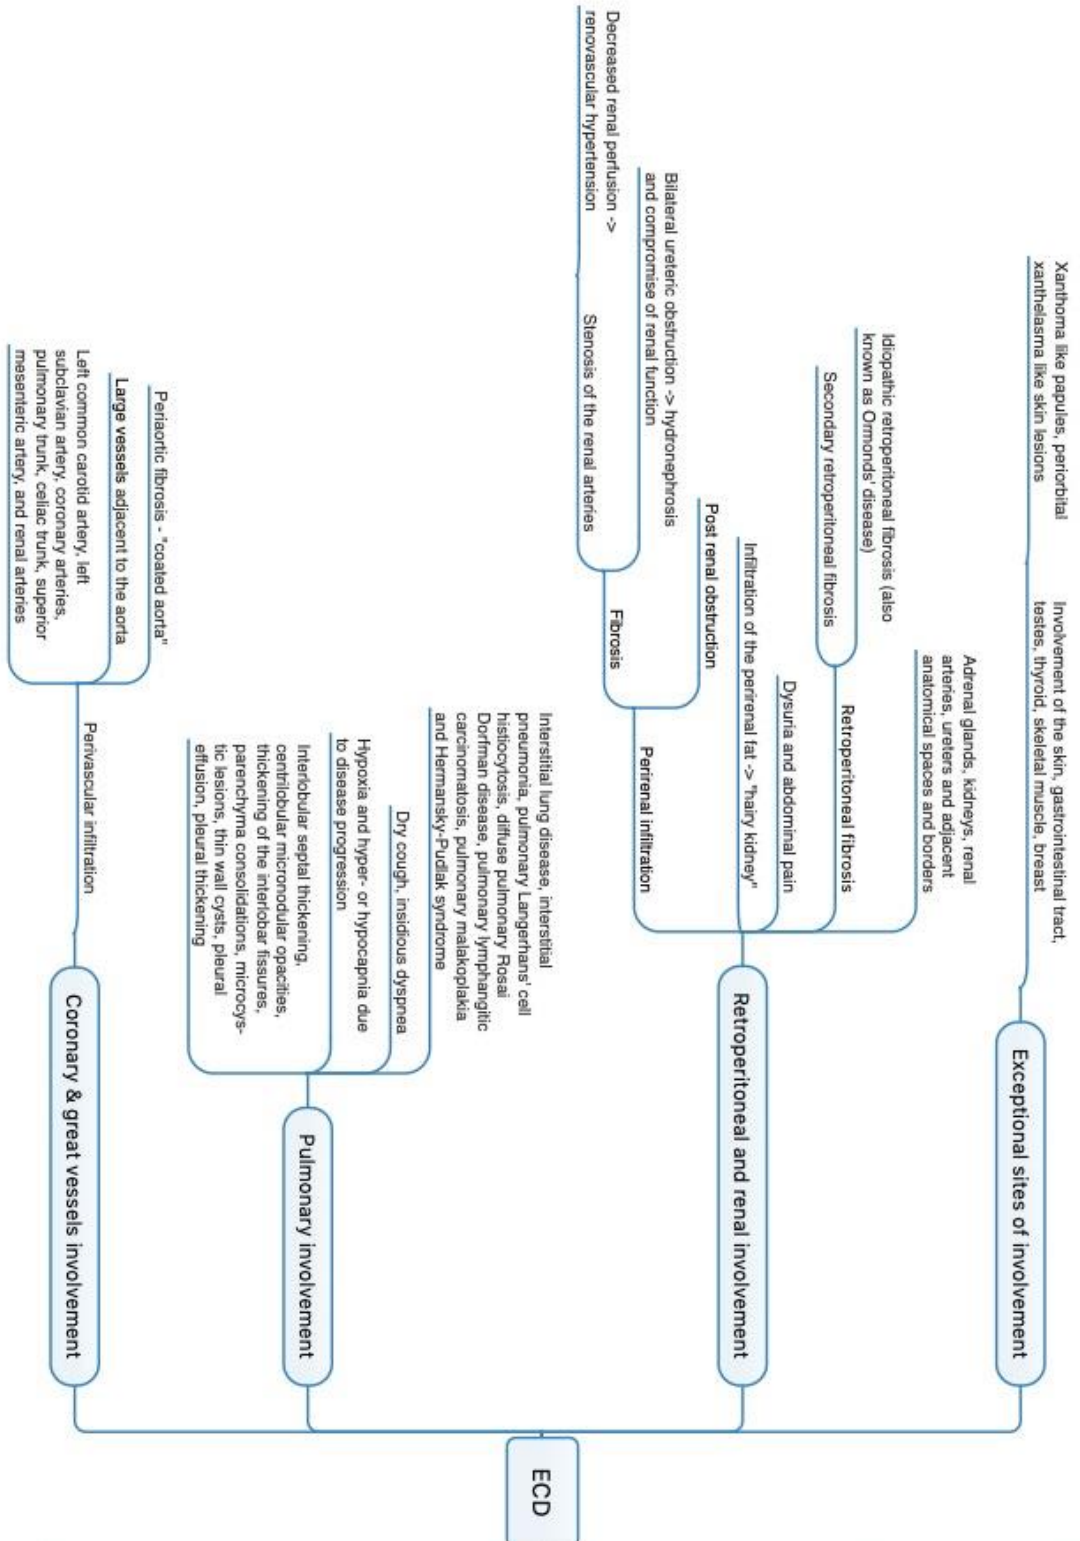 Xanthoma like papules, periorbital
xanthelasma like skin lesions
Involvement of the skin, gastrointestinal tract,
testes, thyroid, skeletal muscle, breast
Exceptional sites of involvement
Adrenal glands, kidneys, renal
arteries, ureters and adjacent
anatomical spaces and borders
Idiopathic retroperitoneal fibrosis (also
known as Ormonds' disease)
Secondary retroperitoneal fibrosis
Retroperitoneal fibrosis
Dysuria and abdominal pain
Infiltration of the perirenal fat -> "hairy kidney"
Post renal obstruction
Bilateral ureteric obstruction -> hydronephrosis
and compromise of renal function
Decreased renal perfusion ->
renovascular hypertension
Stenosis of the renal arteries
Fibrosis
Perirenal infiltration
Retroperitoneal and renal involvement
Interstitial lung disease, interstitial
pneumonia, pulmonary Langerhans' cell
histiocytosis, diffuse pulmonary Rosai
Dorfman disease, pulmonary lymphangitic
carcinomatosis, pulmonary malakoplakia
and Hermansky-Pudlak syndrome
Dry cough, insidious dyspnea
Hypoxia and hyper- or hypocapnia due
to disease progression
Interlobular septal thickening,
centrilobular micronodular opacities,
thickening of the interlobar fissures,
parenchyma consolidations, microcys-
tic lesions, thin wall cysts, pleural
effusion, pleural thickening
Pulmonary involvement
Periaortic fibrosis - "coated aorta"
Large vessels adjacent to the aorta
Left common carotid artery, left
subclavian artery, coronary arteries,
pulmonary trunk, celiac trunk, superior
mesenteric artery, and renal arteries
Perivascular infiltration
Coronary & great vessels involvement
ECD